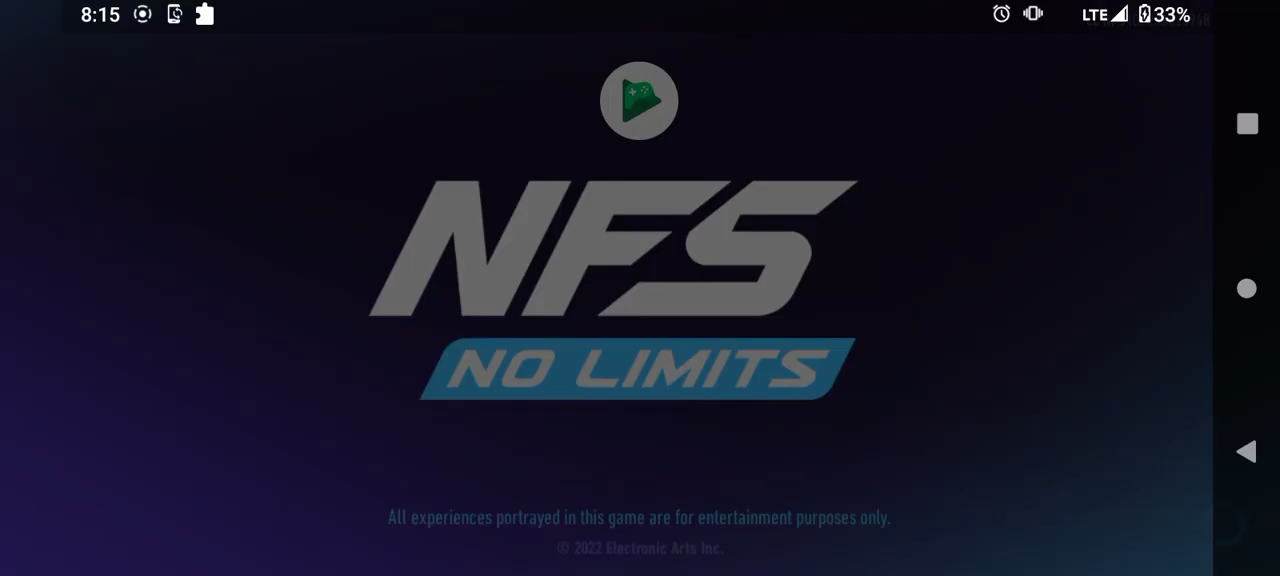 8:15
LTE 33%
NFS
NO LIMITS
All experiences portrayed in this game are for entertainment purposes only.
© 2022 Electronic Arts Inc.